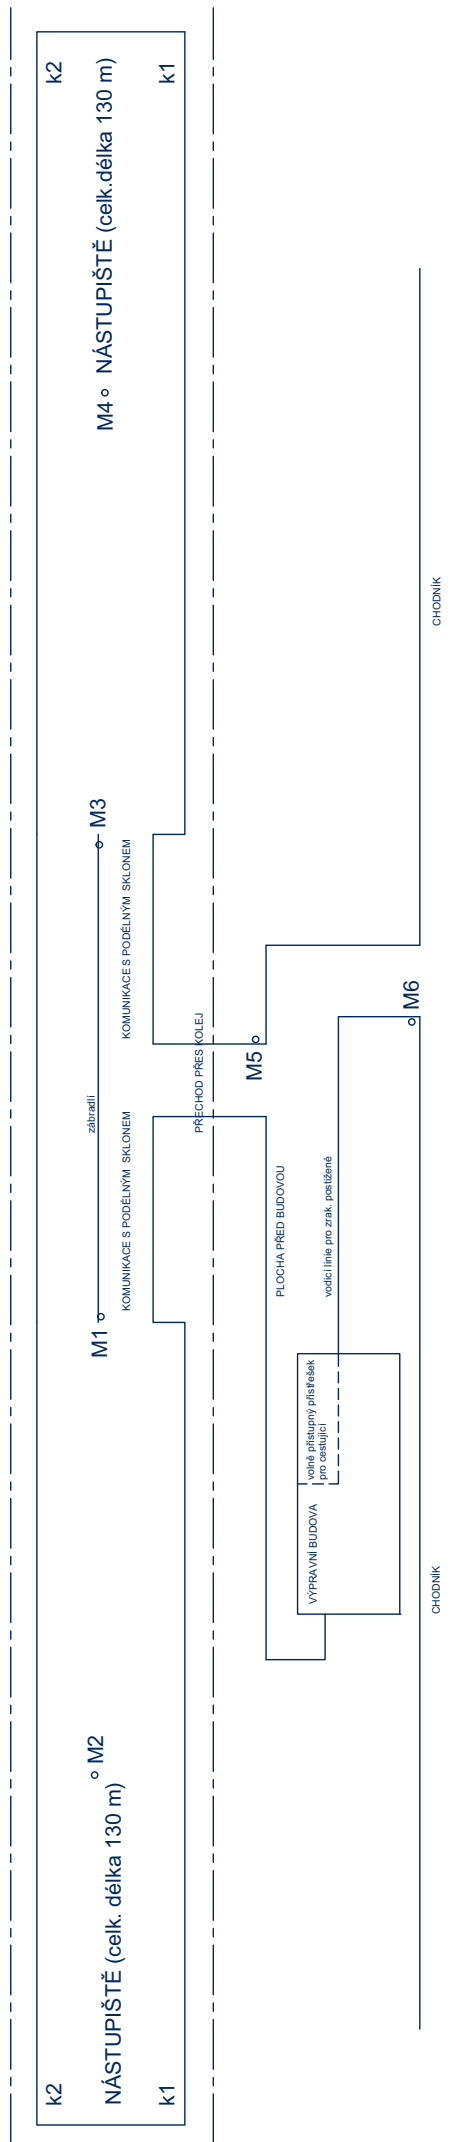 k2
k1
NÁSTUPIŠTĚ (celk.délka 130 m)
M4
M3
KOMUNIKACE S PODÉLNÝM SKLONEM
CHODNÍK
zábradlí
PŘECHOD PŘES KOLEJ
M5
M6
KOMUNIKACE S PODÉLNÝM SKLONEM
M1
PLOCHA PŘED BUDOVOU
vodící linie pro zrak. postižené
volně přístupný přístřešek
pro cestující
VÝPRAVNÍ BUDOVA
CHODNÍK
M2
NÁSTUPIŠTĚ (celk. délka 130 m)
k2
k1